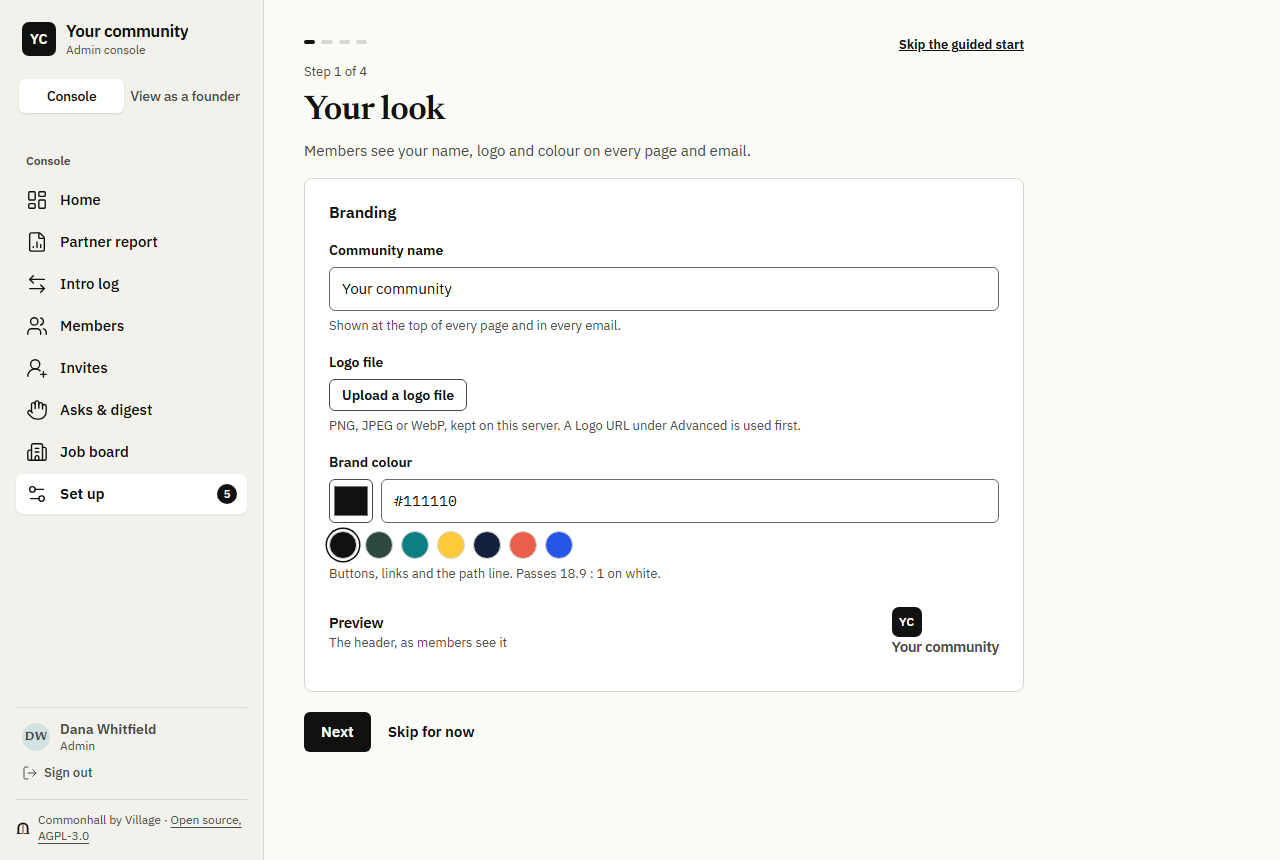 YC
Your community
Admin console
Console
View as a founder
Console
Home
Partner report
Intro log
Members
Invites
Asks & digest
Job board
Set up
5
DW
Dana Whitfield
Admin
Sign out
Commonhall by Village · Open source,
AGPL-3.0
Skip the guided start
Step 1 of 4
Your look
Members see your name, logo and colour on every page and email.
Branding
Community name
Your community
Shown at the top of every page and in every email.
Logo file
Upload a logo file
PNG, JPEG or WebP, kept on this server. A Logo URL under Advanced is used first.
Brand colour
#111110
Buttons, links and the path line. Passes 18.9 : 1 on white.
Preview
The header, as members see it
YC
Your community
Next
Skip for now